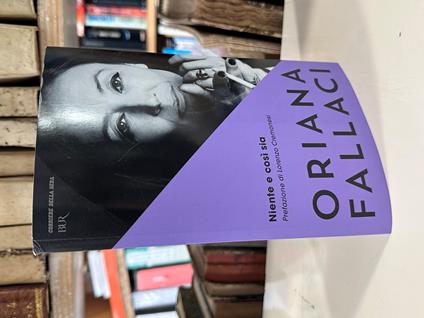 ORIANA
FALLACI
Niente e così sia
Prefazione di Lorenzo Cremonesi
CORRIERE DELLA SERA
BUR